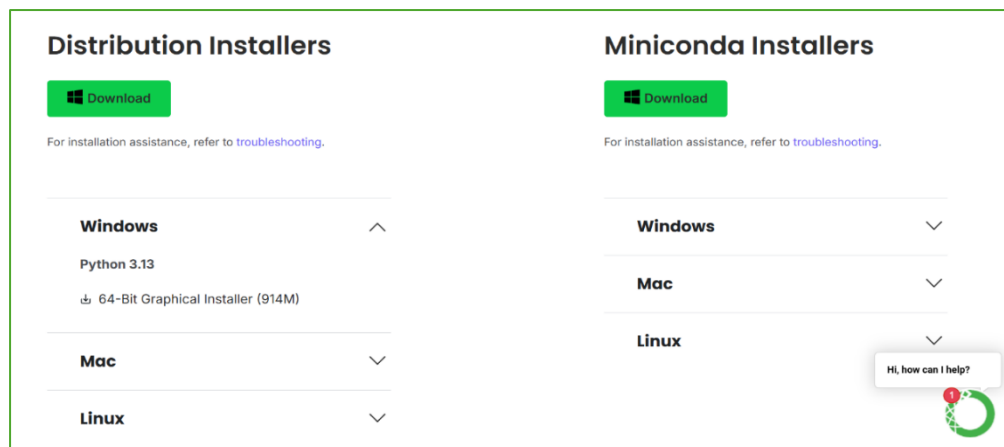 Distribution Installers
Download
For installation assistance, refer to troubleshooting.
Windows
Python 3.13
64-Bit Graphical Installer (914M)
Mac
Linux
Miniconda Installers
Download
For installation assistance, refer to troubleshooting.
Windows
Mac
Linux
Hi, how can I help?
1